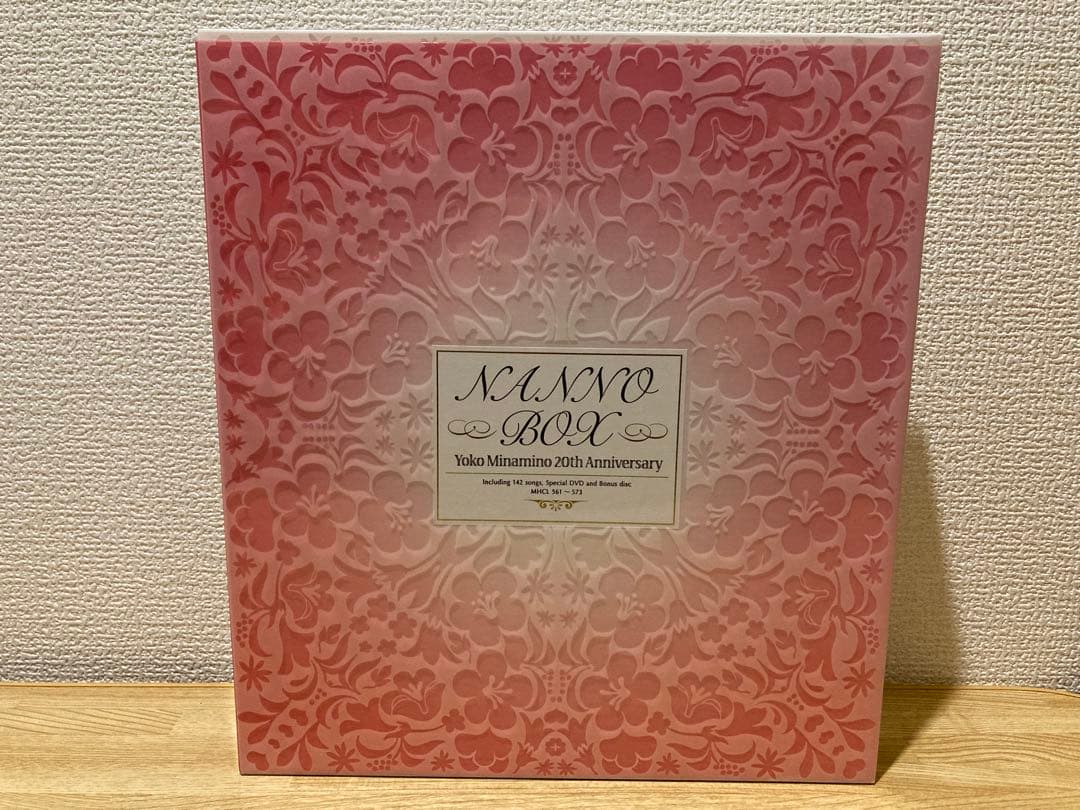 NANNO
BOX
Yoko Minamino 20th Anniversary
Including 142 songs, Special DVD and Bonus disc
MHCL 561~573